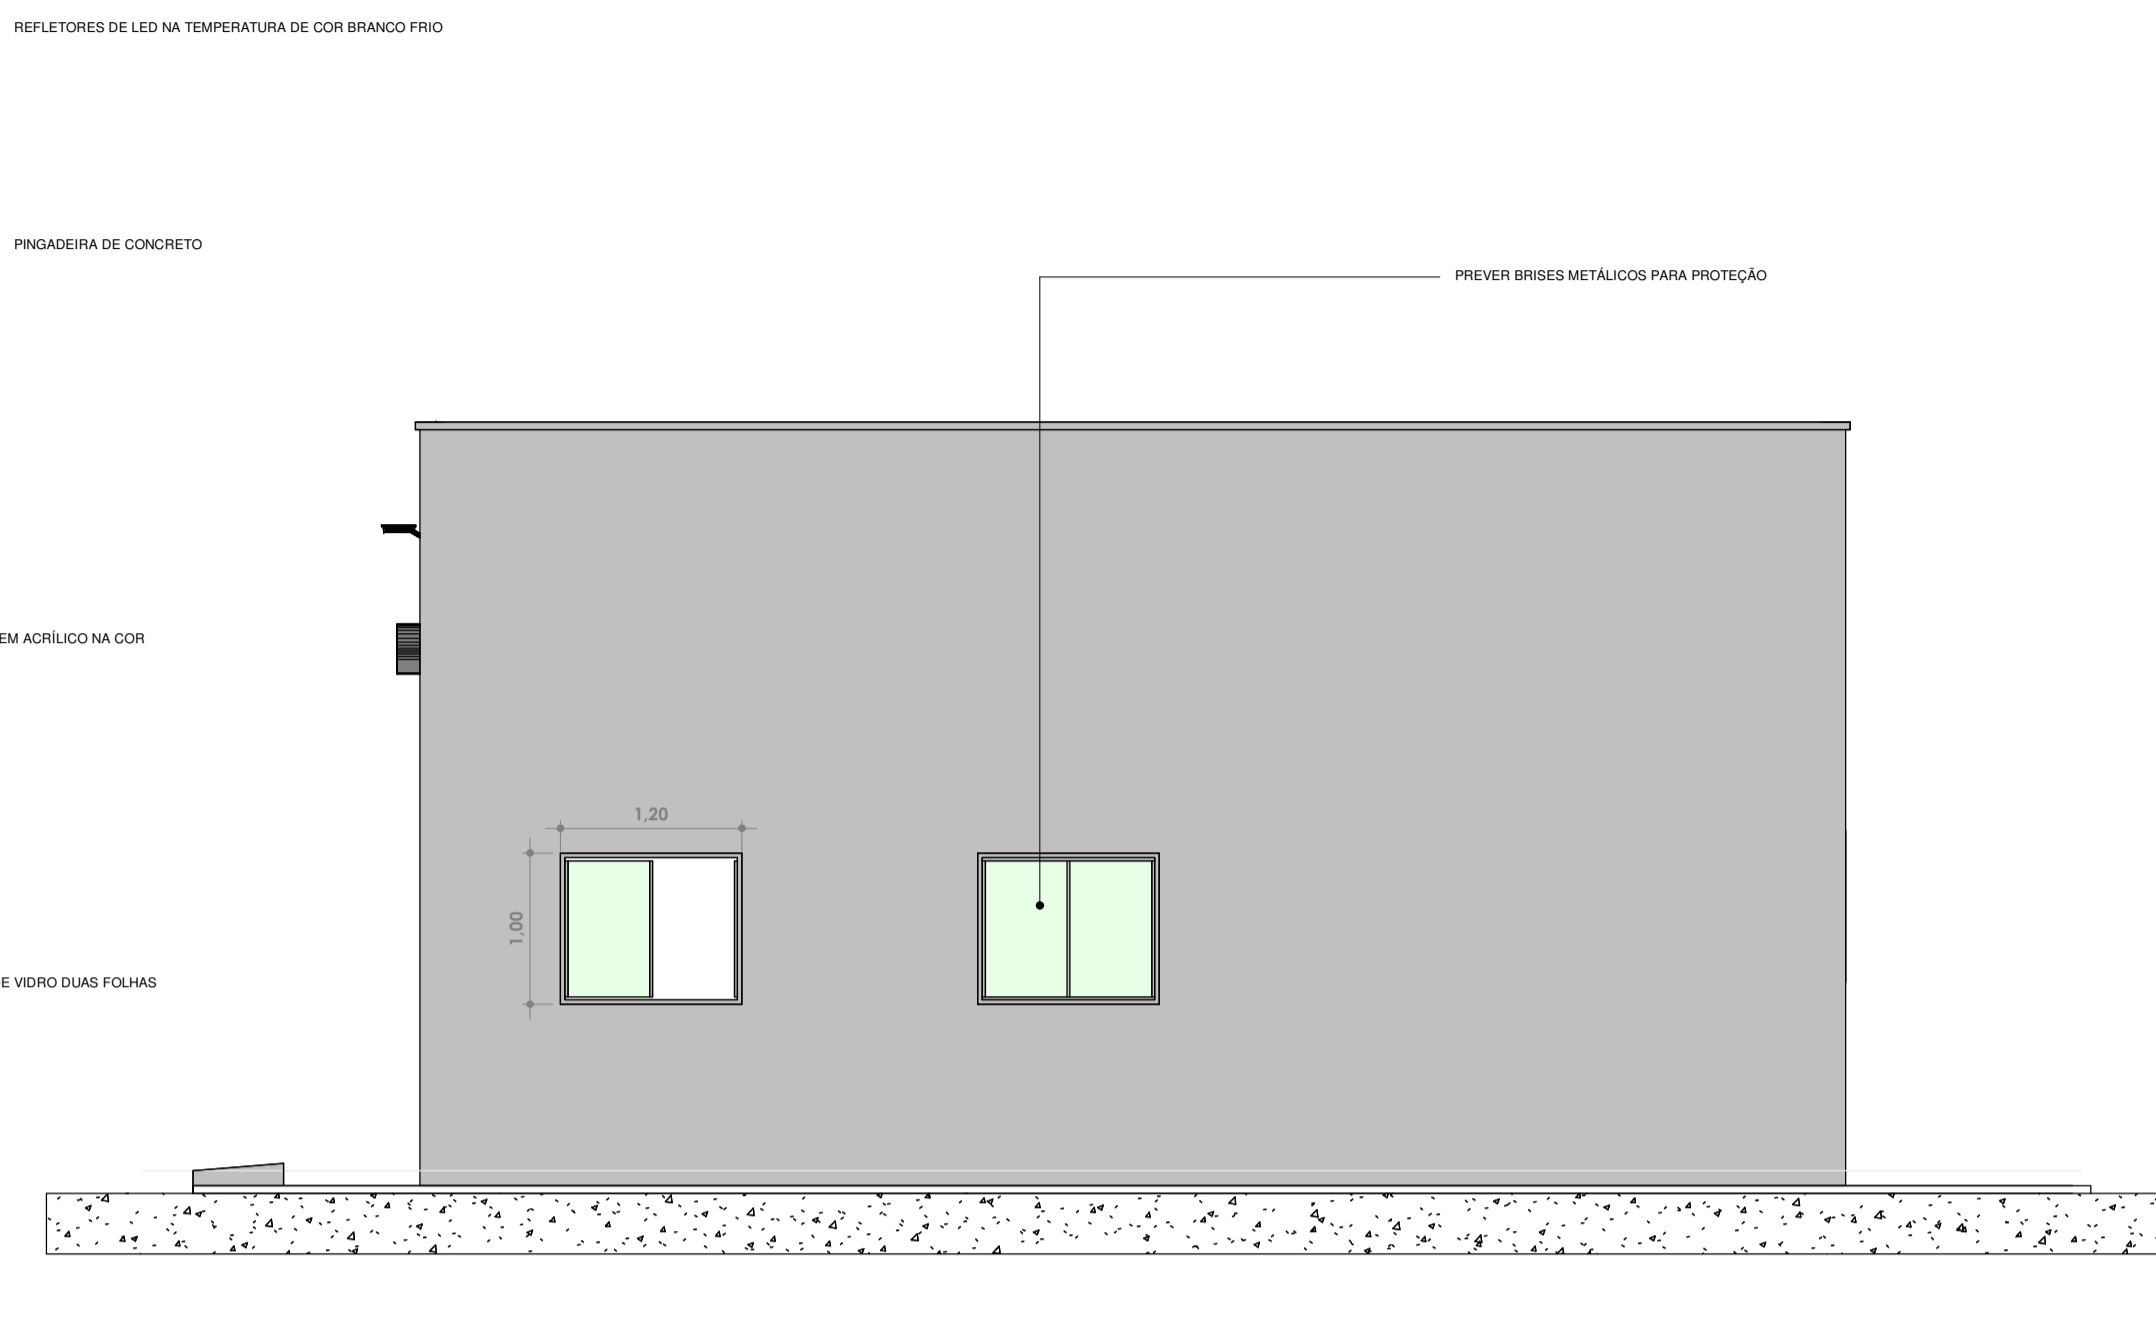 REFLETORES DE LED NA TEMPERATURA DE COR BRANCO FRIO
PINGADEIRA DE CONCRETO
PREVER BRISES METÁLICOS PARA PROTEÇÃO
EM ACRÍLICO NA COR
1,20
1,00
E VIDRO DUAS FOLHAS